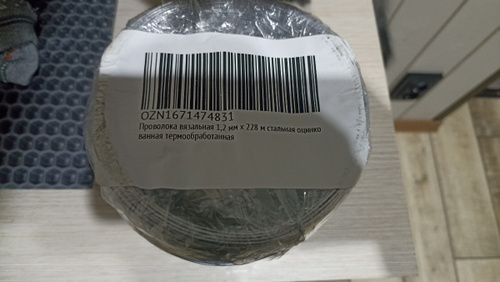 OZN1671474831
Проволока вязальная 1,2 мм х 228 м стальная оцинко
ванная термообработанная